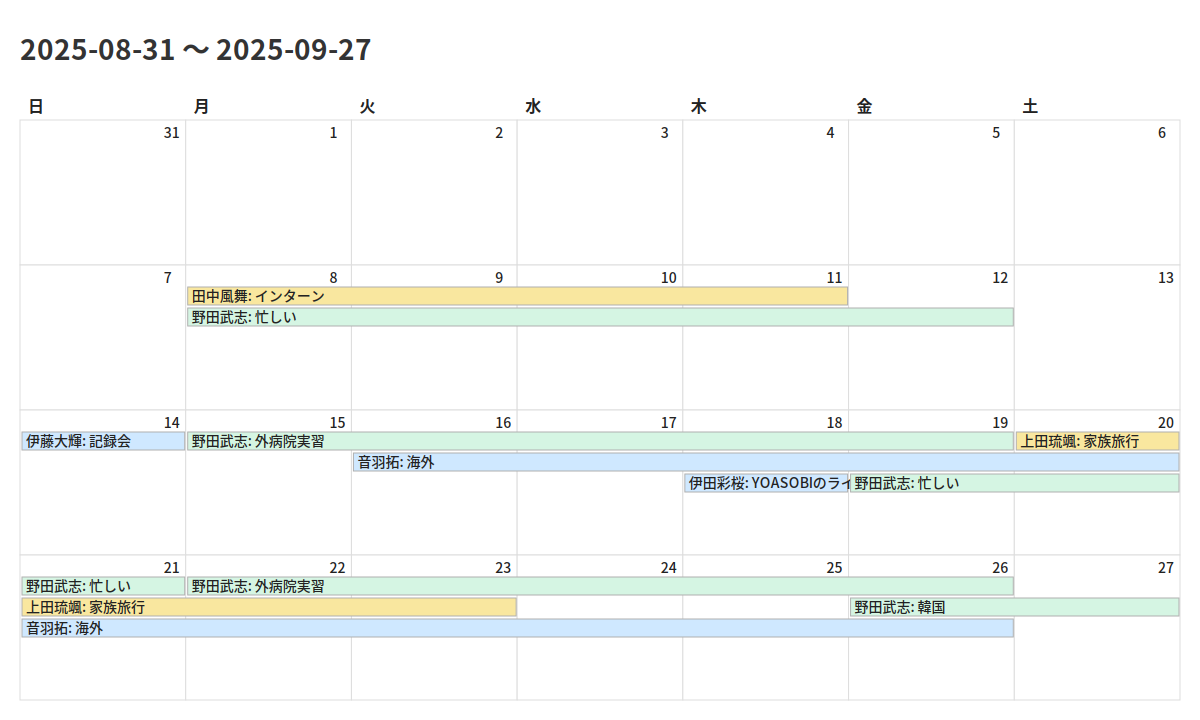 2025-08-31 〜 2025-09-27
日 月 火 水 木 金 土
31 1 2 3 4 5 6
7 8 9 10 11 12 13
田中風舞: インターン
野田武志: 忙しい
14 15 16 17 18 19 20
伊藤大輝: 記録会 野田武志: 外病院実習 上田琉颯: 家族旅行
音羽拓: 海外
伊田彩桜: YOASOBIのライ 野田武志: 忙しい
21 22 23 24 25 26 27
野田武志: 忙しい 野田武志: 外病院実習
上田琉颯: 家族旅行 野田武志: 韓国
音羽拓: 海外